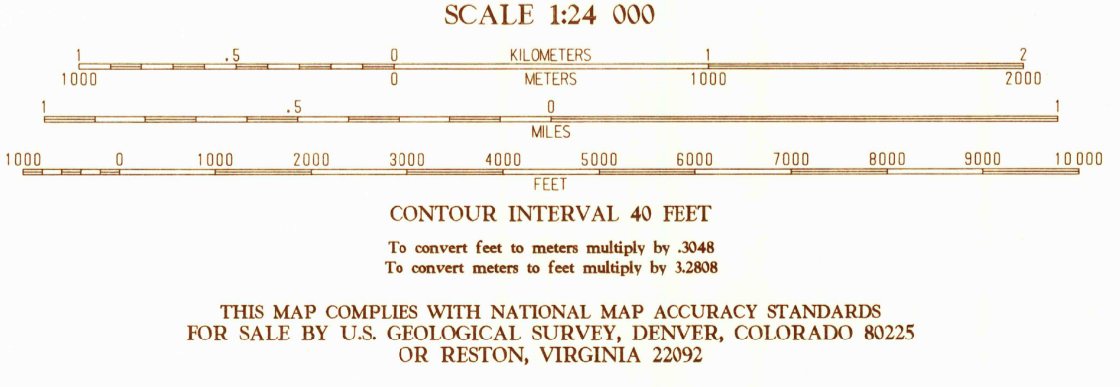 SCALE 1:24 000
1 .5 0 KILOMETERS 1 2
1000 0 METERS 1000 2000
1 .5 0 1
MILES
1000 0 1000 2000 3000 4000 5000 6000 7000 8000 9000 10 000
FEET
CONTOUR INTERVAL 40 FEET
To convert feet to meters multiply by .3048
To convert meters to feet multiply by 3.2808
THIS MAP COMPLIES WITH NATIONAL MAP ACCURACY STANDARDS
FOR SALE BY U.S. GEOLOGICAL SURVEY, DENVER, COLORADO 80225
OR RESTON, VIRGINIA 22092